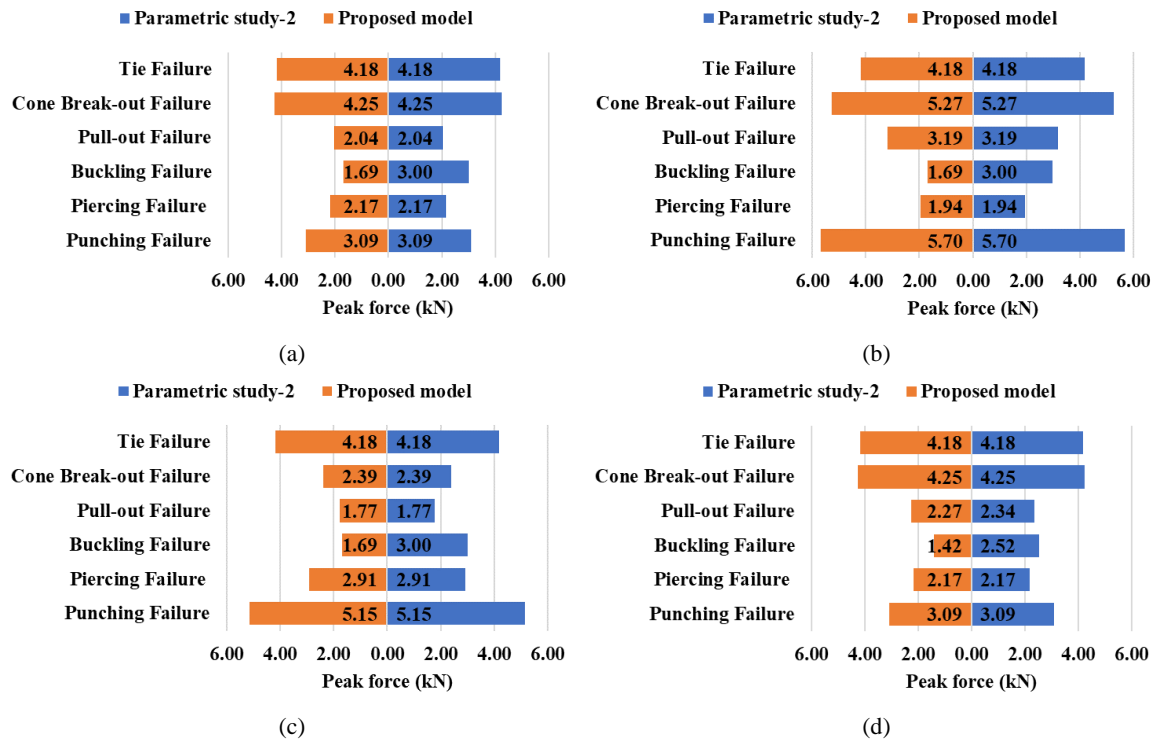 Parametric study-2 Proposed model
Tie Failure 4.18 4.18
Cone Break-out Failure 4.25 4.25
Pull-out Failure 2.04 2.04
Buckling Failure 1.69 3.00
Piercing Failure 2.17 2.17
Punching Failure 3.09 3.09
6.00 4.00 2.00 0.00 2.00 4.00 6.00
Peak force (kN)
(a)
Parametric study-2 Proposed model
Tie Failure 4.18 4.18
Cone Break-out Failure 5.27 5.27
Pull-out Failure 3.19 3.19
Buckling Failure 1.69 3.00
Piercing Failure 1.94 1.94
Punching Failure 5.70 5.70
6.00 4.00 2.00 0.00 2.00 4.00 6.00
Peak force (kN)
(b)
Parametric study-2 Proposed model
Tie Failure 4.18 4.18
Cone Break-out Failure 2.39 2.39
Pull-out Failure 1.77 1.77
Buckling Failure 1.69 3.00
Piercing Failure 2.91 2.91
Punching Failure 5.15 5.15
6.00 4.00 2.00 0.00 2.00 4.00 6.00
Peak force (kN)
(c)
Parametric study-2 Proposed model
Tie Failure 4.18 4.18
Cone Break-out Failure 4.25 4.25
Pull-out Failure 2.27 2.34
Buckling Failure 1.42 2.52
Piercing Failure 2.17 2.17
Punching Failure 3.09 3.09
6.00 4.00 2.00 0.00 2.00 4.00 6.00
Peak force (kN)
(d)